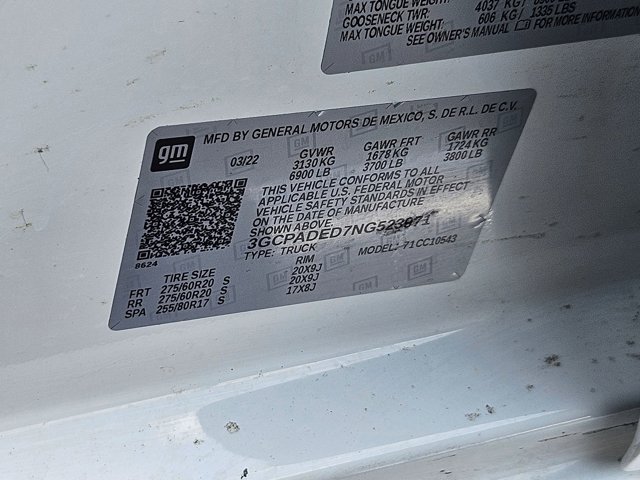 MAX TONGUE WEIGHT:
4037 KG
GOOSENECK TWR:
606 KG / 1335 LBS
MAX TONGUE WEIGHT:
SEE OWNER'S MANUAL FOR MORE INFORMATION
gm
MFD BY GENERAL MOTORS DE MEXICO, S. DE R.L. DE C.V.
03/22 GVWR GAWR FRT GAWR RR
3130 KG 1678 KG 1724 KG
6900 LB 3700 LB 3800 LB
THIS VEHICLE CONFORMS TO ALL
APPLICABLE U.S. FEDERAL MOTOR
VEHICLE SAFETY STANDARDS IN EFFECT
ON THE DATE OF MANUFACTURE
SHOWN ABOVE.
3GCPADED7NG523871
TYPE: TRUCK MODEL: 71CC10543
8624
TIRE SIZE RIM
FRT 275/60R20 S 20X9J
RR 275/60R20 S 20X9J
SPA 255/80R17 S 17X8J